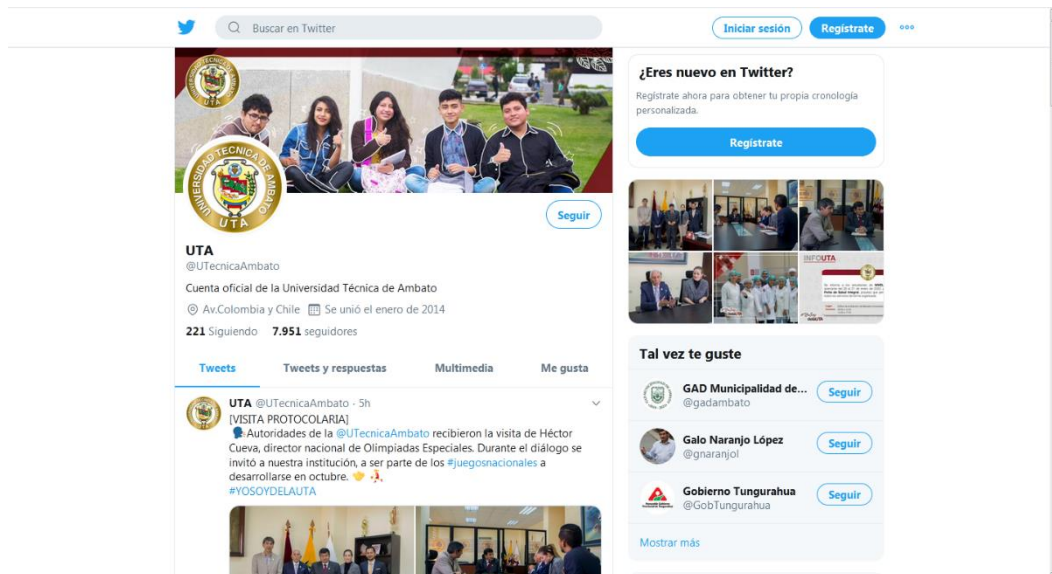 Buscar en Twitter
Iniciar sesión
Regístrate
UTA
UNIVERSIDAD TECNICA DE AMBATO
UTA
Seguir
UTA
@UTecnicaAmbato
Cuenta oficial de la Universidad Técnica de Ambato
Av.Colombia y Chile Se unió el enero de 2014
221 Siguiendo 7.951 seguidores
Tweets Tweets y respuestas Multimedia Me gusta
UTA @UTecnicaAmbato · 5h
[VISITA PROTOCOLARIA]
🗣Autoridades de la @UTecnicaAmbato recibieron la visita de Héctor
Cueva, director nacional de Olimpíadas Especiales. Durante el diálogo se
invitó a nuestra institución, a ser parte de los #juegosnacionales a
desarrollarse en octubre.
#YOSOYDELAUTA
¿Eres nuevo en Twitter?
Regístrate ahora para obtener tu propia cronología
personalizada.
Regístrate
INFOUTA
Tal vez te guste
GAD Municipalidad de...
@gadambato
Seguir
Galo Naranjo López
@gnaranjol
Seguir
Gobierno Tungurahua
@GobTungurahua
Seguir
Mostrar más